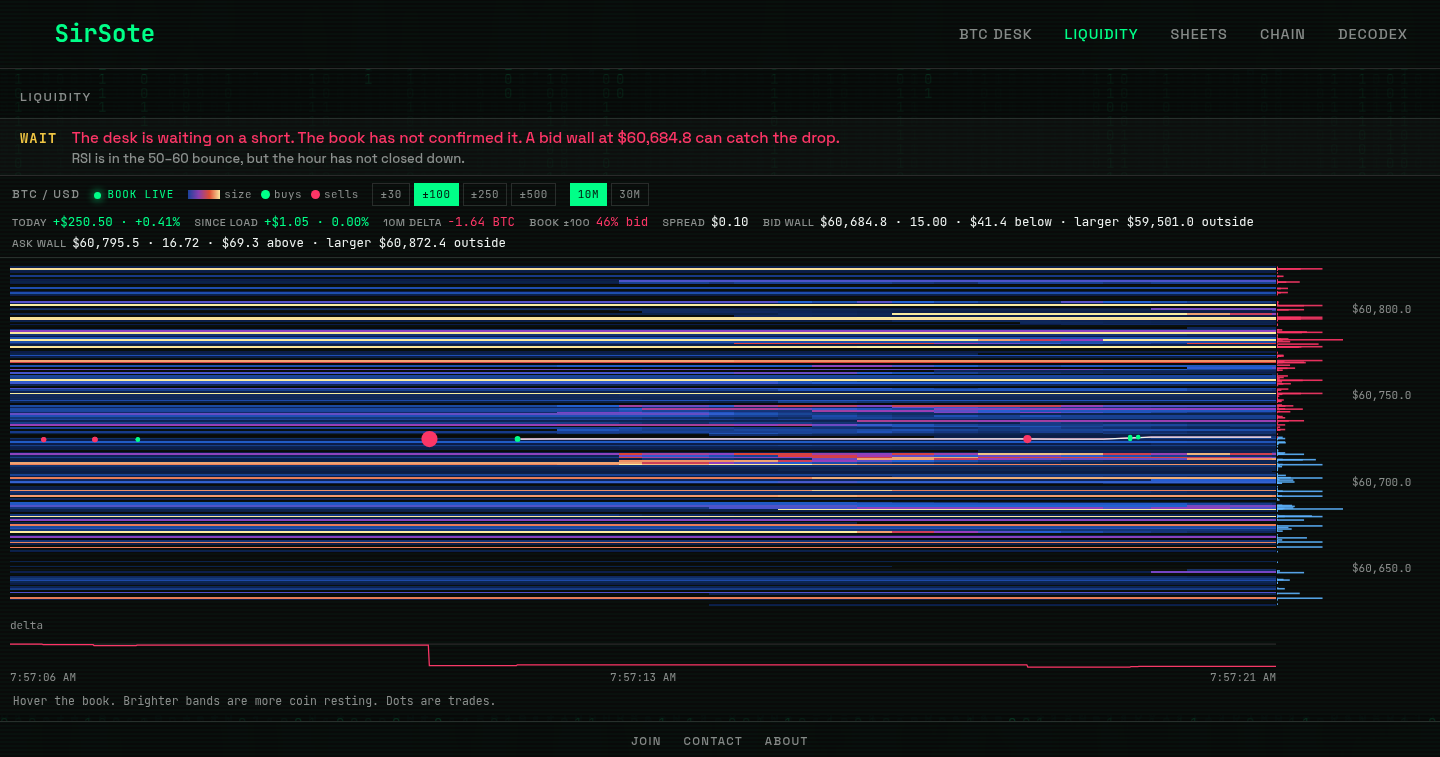 SirSote
BTC DESK LIQUIDITY SHEETS CHAIN DECODEX
LIQUIDITY
WAIT The desk is waiting on a short. The book has not confirmed it. A bid wall at $60,684.8 can catch the drop.
RSI is in the 50–60 bounce, but the hour has not closed down.
BTC / USD BOOK LIVE size buys sells ±30 ±100 ±250 ±500 10M 30M
TODAY +$250.50 · +0.41% SINCE LOAD +$1.05 · 0.00% 10M DELTA -1.64 BTC BOOK ±100 46% bid SPREAD $0.10 BID WALL $60,684.8 · 15.00 · $41.4 below · larger $59,501.0 outside
ASK WALL $60,795.5 · 16.72 · $69.3 above · larger $60,872.4 outside
$60,800.0
$60,750.0
$60,700.0
$60,650.0
delta
7:57:06 AM 7:57:13 AM 7:57:21 AM
Hover the book. Brighter bands are more coin resting. Dots are trades.
JOIN CONTACT ABOUT